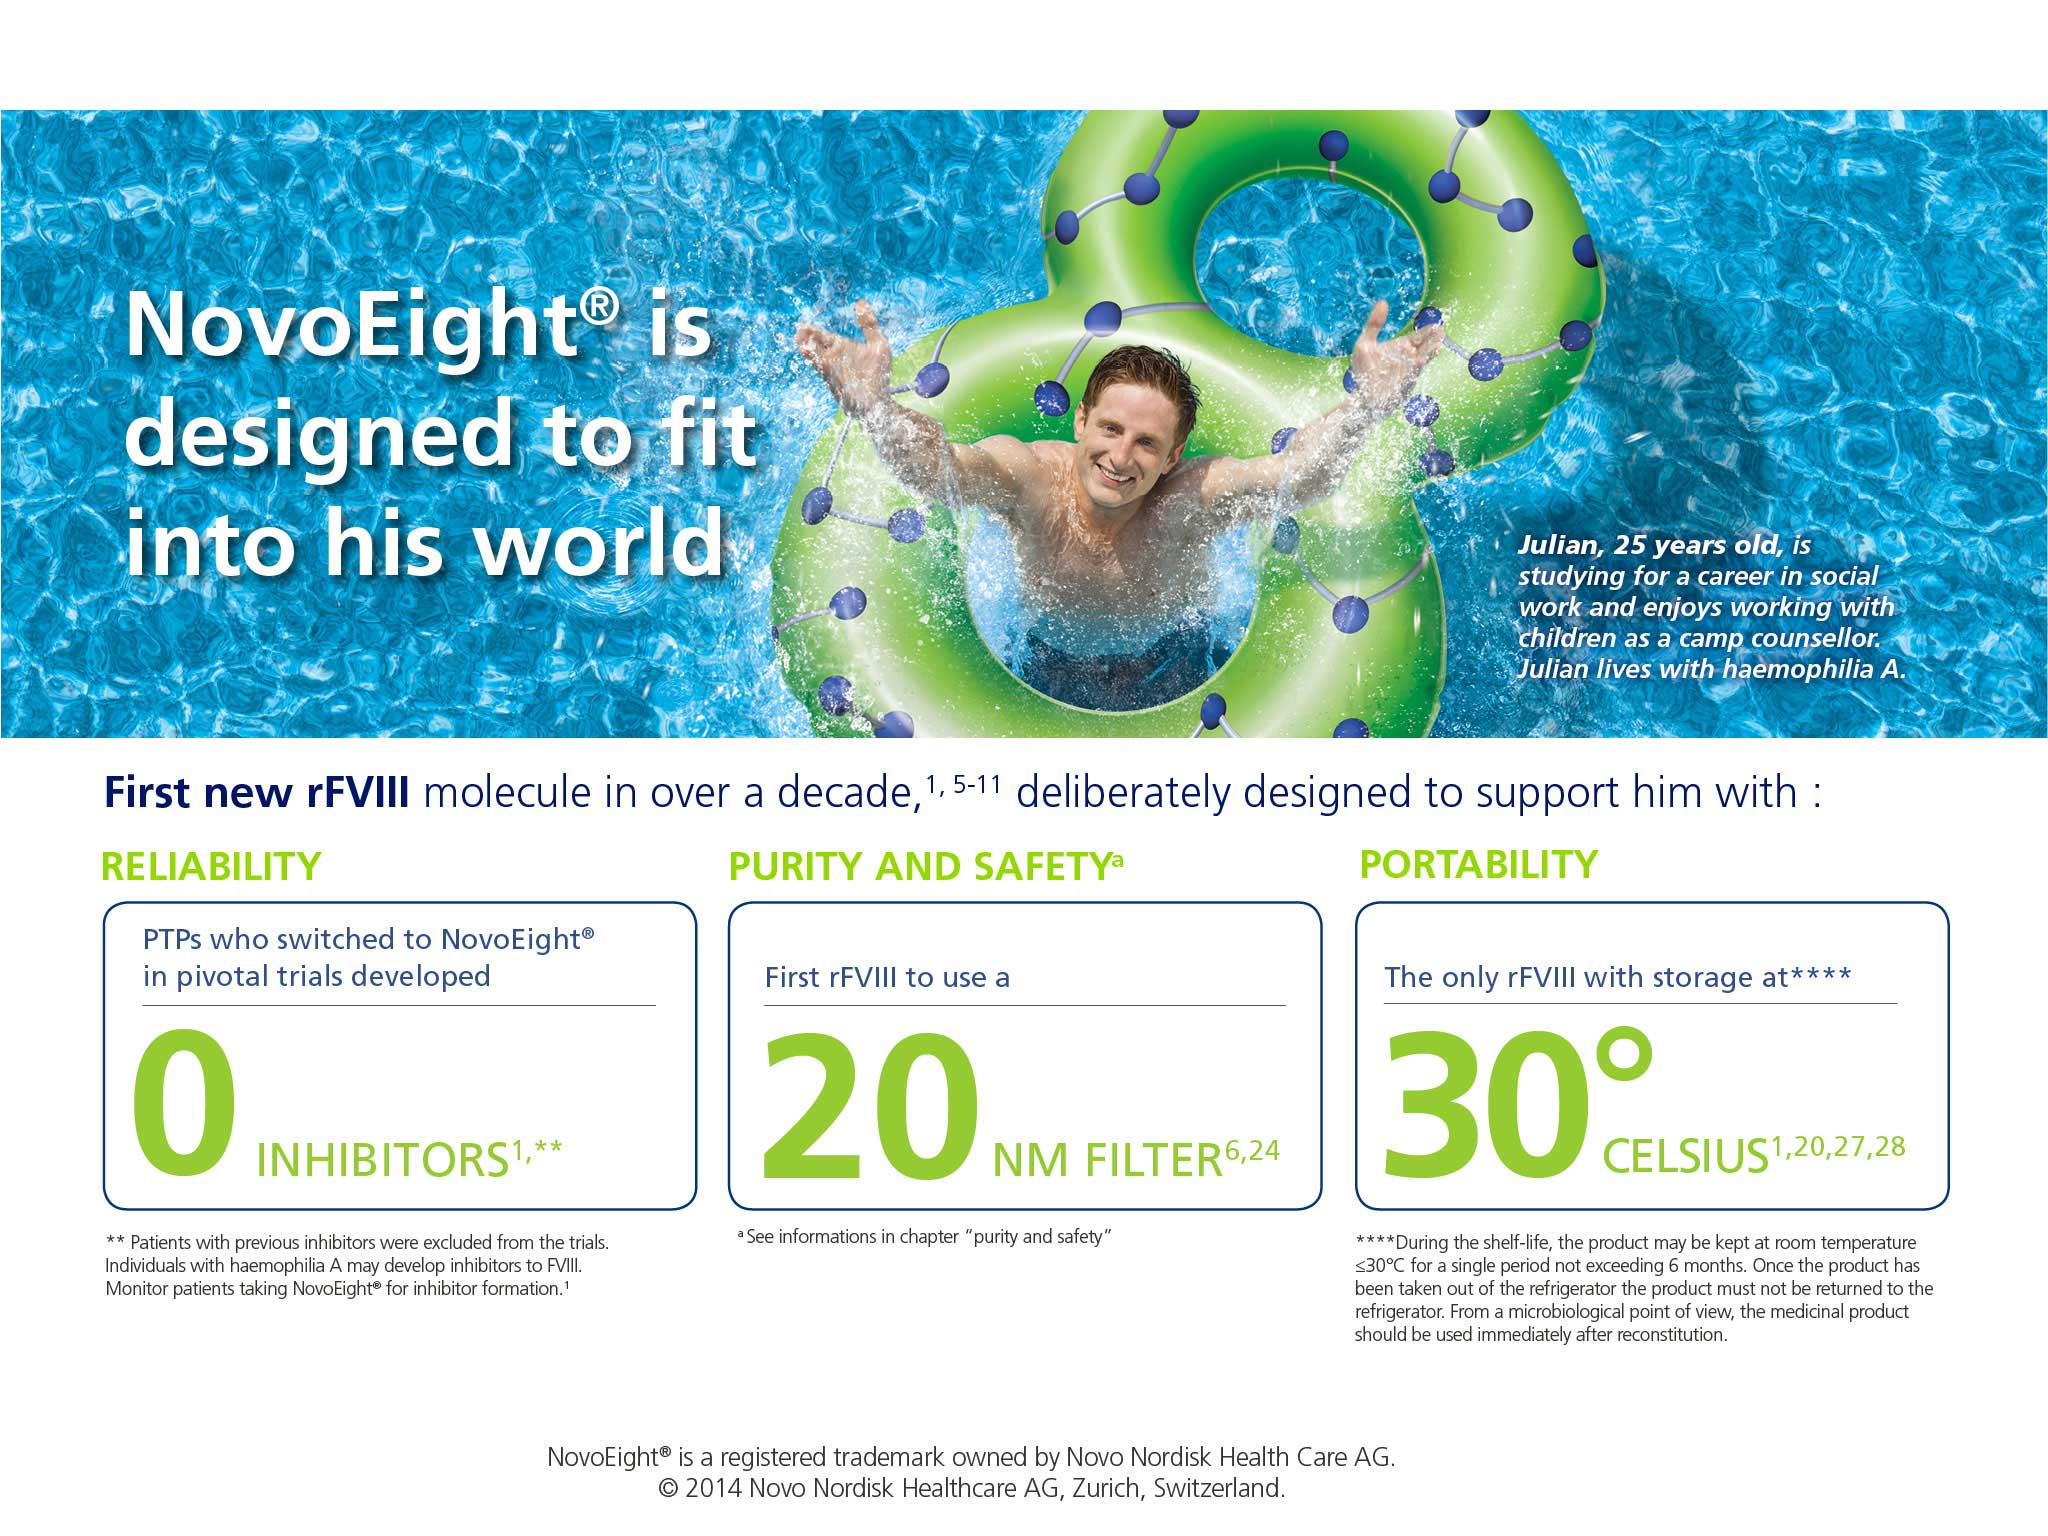 NovoEight® is
designed to fit
into his world
Julian, 25 years old, is
studying for a career in social
work and enjoys working with
children as a camp counsellor.
Julian lives with haemophilia A.
First new rFVIII molecule in over a decade,1, 5-11 deliberately designed to support him with :
RELIABILITY
PTPs who switched to NovoEight®
in pivotal trials developed
0 INHIBITORS1,**
** Patients with previous inhibitors were excluded from the trials.
Individuals with haemophilia A may develop inhibitors to FVIII.
Monitor patients taking NovoEight® for inhibitor formation.1
PURITY AND SAFETYa
First rFVIII to use a
20 NM FILTER6,24
a See informations in chapter “purity and safety”
PORTABILITY
The only rFVIII with storage at****
30° CELSIUS1,20,27,28
****During the shelf-life, the product may be kept at room temperature
≤30°C for a single period not exceeding 6 months. Once the product has
been taken out of the refrigerator the product must not be returned to the
refrigerator. From a microbiological point of view, the medicinal product
should be used immediately after reconstitution.
NovoEight® is a registered trademark owned by Novo Nordisk Health Care AG.
© 2014 Novo Nordisk Healthcare AG, Zurich, Switzerland.